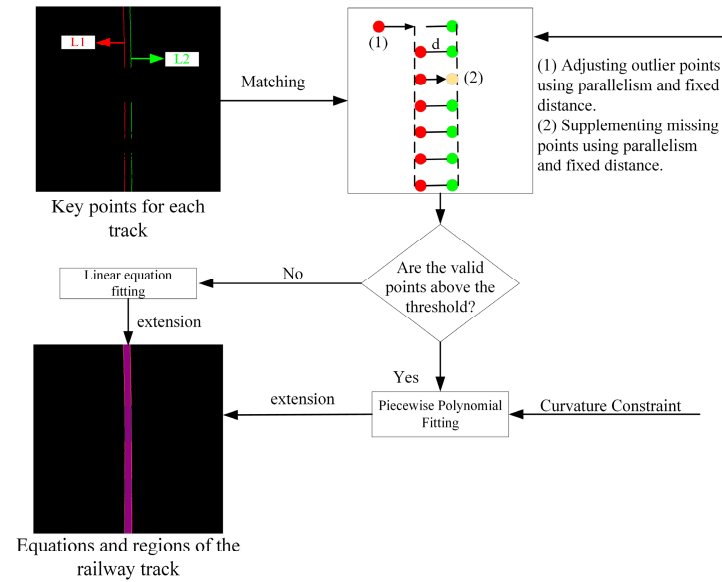 L1
L2
Key points for each
track
Matching
(1)
d
(2)
(1) Adjusting outlier points
using parallelism and fixed
distance.
(2) Supplementing missing
points using parallelism
and fixed distance.
Are the valid
points above the
threshold?
No
Linear equation
fitting
extension
Yes
Piecewise Polynomial
Fitting
Curvature Constraint
extension
Equations and regions of the
railway track